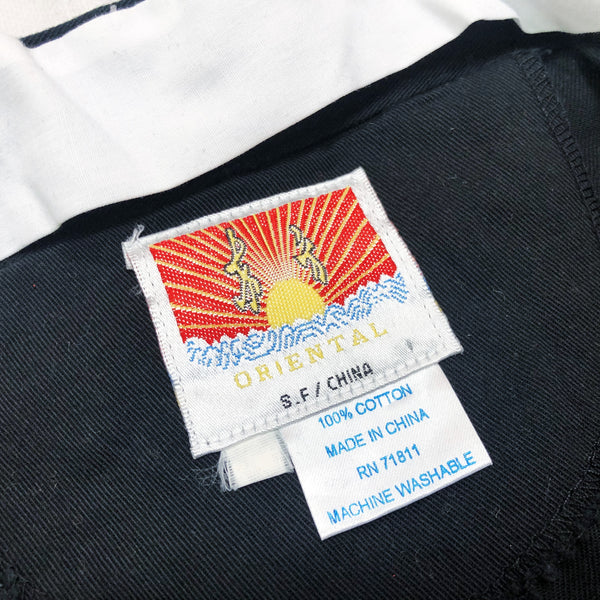 ORIENTAL
S.F / CHINA
100% COTTON
MADE IN CHINA
RN 71811
MACHINE WASHABLE